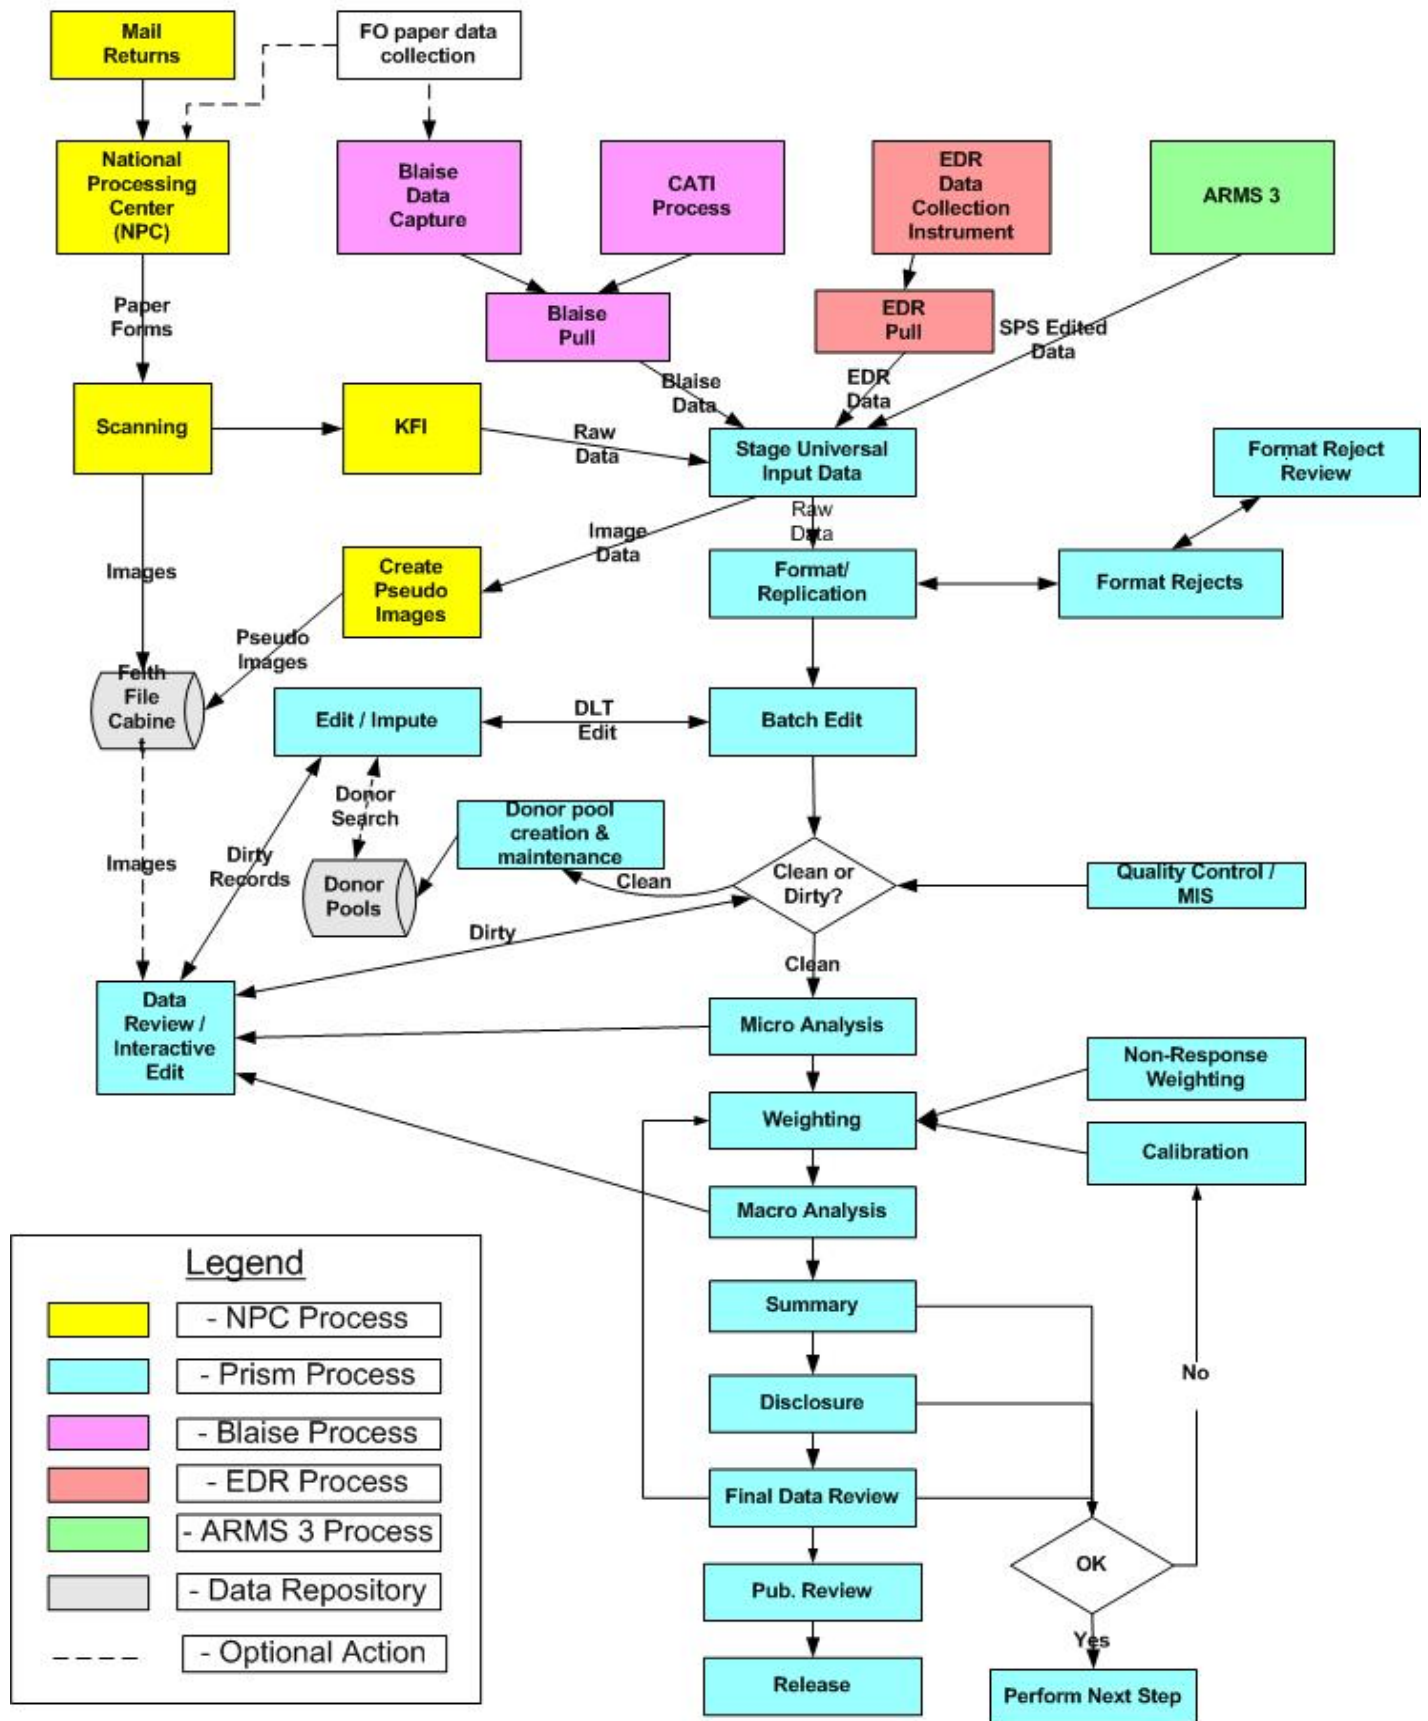 Mail
Returns
FO paper data
collection
National
Processing
Center
(NPC)
Blaise
Data
Capture
CATI
Process
EDR
Data
Collection
Instrument
ARMS 3
Paper
Forms
Blaise
Pull
EDR
Pull
SPS Edited
Data
Blaise
Data
EDR
Data
Scanning
KFI
Raw
Data
Stage Universal
Input Data
Format Reject
Review
Raw
Data
Image
Data
Images
Create
Pseudo
Images
Format/
Replication
Format Rejects
Pseudo
Images
Feith
File
Cabine
t
Edit / Impute
DLT
Edit
Batch Edit
Donor
Search
Donor pool
creation &
maintenance
Images
Dirty
Records
Donor
Pools
Clean
Clean or
Dirty?
Quality Control /
MIS
Dirty
Clean
Data
Review /
Interactive
Edit
Micro Analysis
Non-Response
Weighting
Weighting
Calibration
Macro Analysis
Legend
- NPC Process
- Prism Process
- Blaise Process
- EDR Process
- ARMS 3 Process
- Data Repository
- Optional Action
Summary
No
Disclosure
Final Data Review
OK
Pub. Review
Yes
Release
Perform Next Step